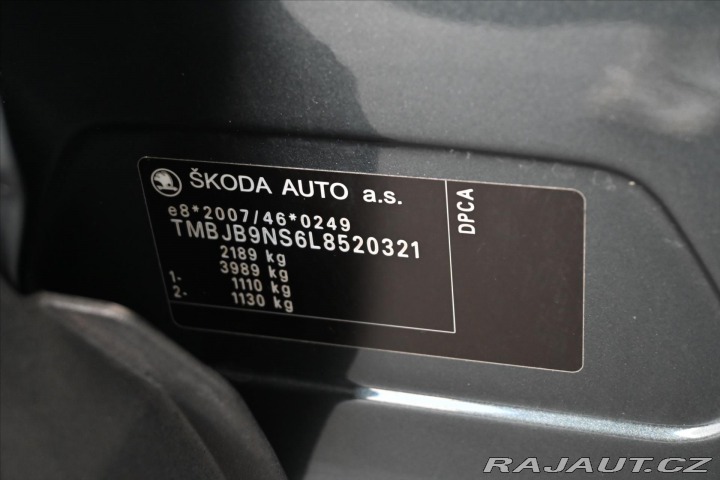 ŠKODA AUTO a.s.
e8*2007/46*0249
TMBJB9NS6L8520321
2189 kg
3989 kg
1- 1110 kg
2- 1130 kg
DPCA
RAJAUT.CZ